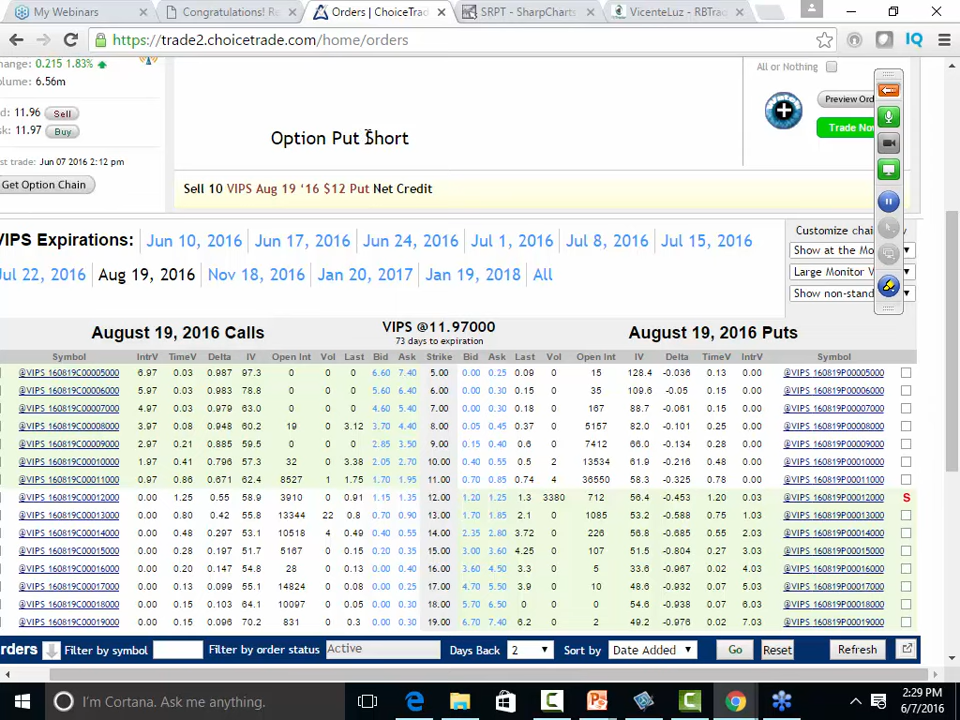 My Webinars
Congratulations! Re
Orders | ChoiceTrad
SRPT - SharpCharts
VicenteLuz - RBTrad
https://trade2.choicetrade.com/home/orders
hange: 0.215 1.83%
olume: 6.56m
d: 11.96 Sell
sk: 11.97 Buy
st trade: Jun 07 2016 2:12 pm
Get Option Chain
Option Put Short
All or Nothing
Preview Ord
Trade Now
Sell 10 VIPS Aug 19 '16 $12 Put Net Credit
VIPS Expirations: Jun 10, 2016 Jun 17, 2016 Jun 24, 2016 Jul 1, 2016 Jul 8, 2016 Jul 15, 2016
Jul 22, 2016 Aug 19, 2016 Nov 18, 2016 Jan 20, 2017 Jan 19, 2018 All
Customize chai
Show at the Mo
Large Monitor V
Show non-stand
August 19, 2016 Calls VIPS @11.97000 August 19, 2016 Puts
73 days to expiration
Symbol IntrV TimeV Delta IV Open Int Vol Last Bid Ask Strike Bid Ask Last Vol Open Int IV Delta TimeV IntrV Symbol
@VIPS 160819C00005000 6.97 0.03 0.987 97.3 0 0 0 6.60 7.40 5.00 0.00 0.25 0.09 0 15 128.4 -0.036 0.13 0.00 @VIPS 160819P00005000
@VIPS 160819C00006000 5.97 0.03 0.983 78.8 0 0 0 5.60 6.40 6.00 0.00 0.30 0.15 0 35 109.6 -0.05 0.15 0.00 @VIPS 160819P00006000
@VIPS 160819C00007000 4.97 0.03 0.979 63.0 0 0 0 4.60 5.40 7.00 0.00 0.30 0.18 0 167 88.7 -0.061 0.15 0.00 @VIPS 160819P00007000
@VIPS 160819C00008000 3.97 0.08 0.948 60.2 19 0 3.12 3.70 4.40 8.00 0.05 0.45 0.37 0 5157 82.0 -0.101 0.25 0.00 @VIPS 160819P00008000
@VIPS 160819C00009000 2.97 0.21 0.885 59.5 0 0 0 2.85 3.50 9.00 0.15 0.40 0.6 0 7412 66.0 -0.134 0.28 0.00 @VIPS 160819P00009000
@VIPS 160819C00010000 1.97 0.41 0.796 57.3 32 0 3.38 2.05 2.70 10.00 0.40 0.55 0.5 2 13534 61.9 -0.216 0.48 0.00 @VIPS 160819P00010000
@VIPS 160819C00011000 0.97 0.86 0.671 62.4 8527 1 1.75 1.70 1.95 11.00 0.70 0.85 0.74 4 36550 58.3 -0.325 0.78 0.00 @VIPS 160819P00011000
@VIPS 160819C00012000 0.00 1.25 0.55 58.9 3910 0 0.91 1.15 1.35 12.00 1.20 1.25 1.3 3380 712 56.4 -0.453 1.20 0.03 @VIPS 160819P00012000 S
@VIPS 160819C00013000 0.00 0.80 0.42 55.8 13344 22 0.8 0.70 0.90 13.00 1.70 1.85 2.1 0 1085 53.2 -0.588 0.75 1.03 @VIPS 160819P00013000
@VIPS 160819C00014000 0.00 0.48 0.297 53.1 10518 4 0.49 0.40 0.55 14.00 2.35 2.80 3.72 0 226 56.8 -0.685 0.55 2.03 @VIPS 160819P00014000
@VIPS 160819C00015000 0.00 0.28 0.197 51.7 5167 0 0.15 0.20 0.35 15.00 3.00 3.60 4.25 0 107 51.5 -0.804 0.27 3.03 @VIPS 160819P00015000
@VIPS 160819C00016000 0.00 0.20 0.147 54.8 28 0 0.13 0.00 0.40 16.00 3.60 4.50 3.3 0 5 33.6 -0.967 0.02 4.03 @VIPS 160819P00016000
@VIPS 160819C00017000 0.00 0.13 0.099 55.1 14824 0 0.08 0.00 0.25 17.00 4.70 5.50 3.9 0 10 48.6 -0.932 0.07 5.03 @VIPS 160819P00017000
@VIPS 160819C00018000 0.00 0.15 0.103 64.1 10097 0 0.05 0.00 0.30 18.00 5.70 6.50 0 0 0 54.6 -0.938 0.07 6.03 @VIPS 160819P00018000
@VIPS 160819C00019000 0.00 0.15 0.096 70.2 831 0 0.3 0.00 0.30 19.00 6.70 7.40 6.2 0 2 49.2 -0.976 0.02 7.03 @VIPS 160819P00019000
rders Filter by symbol Filter by order status Active Days Back 2 Sort by Date Added Go Reset Refresh
I'm Cortana. Ask me anything.
2:29 PM
6/7/2016